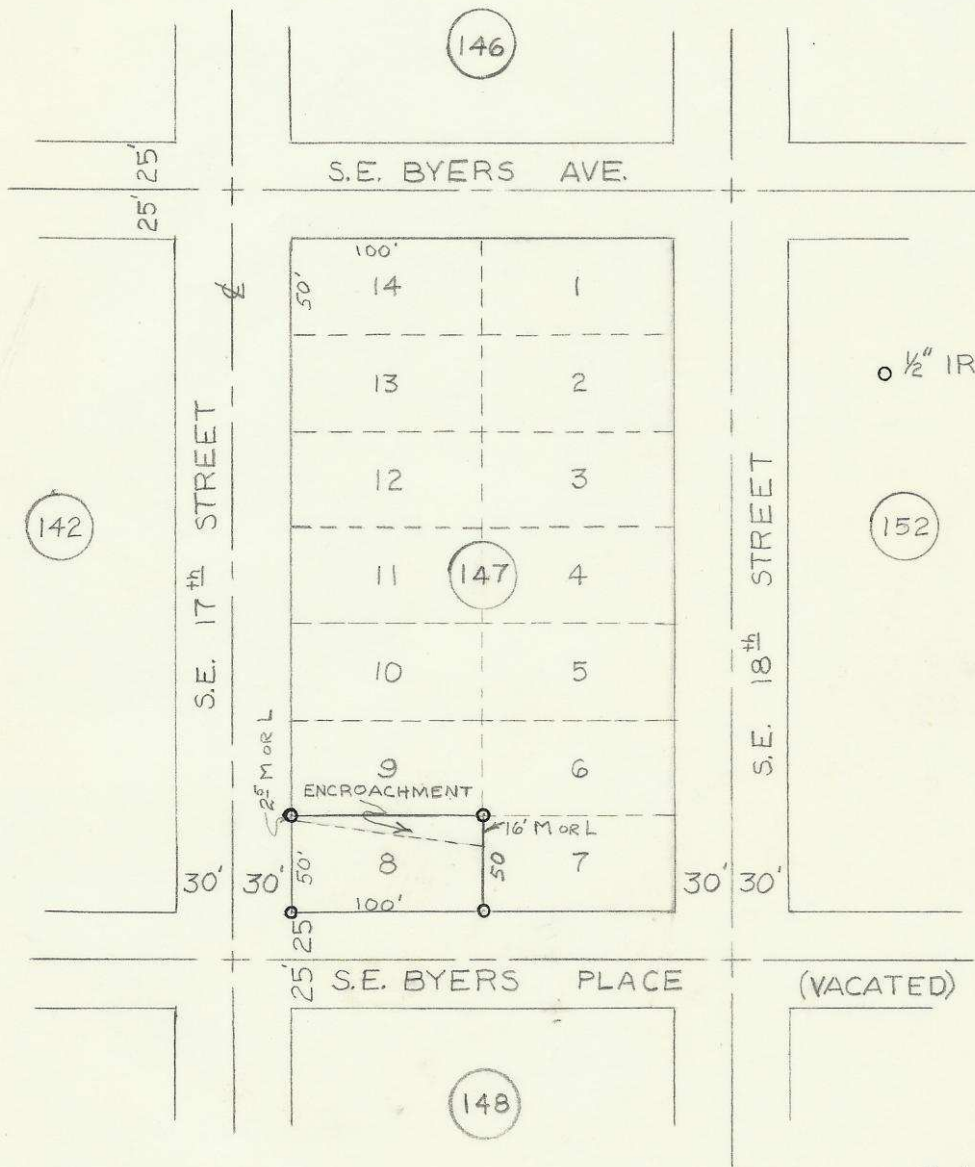 146
25' 25'
S.E. BYERS AVE.
100'
50'
14 1
℄
13 2
½" IR
S.E. 17th STREET
12 3
S.E. 18th STREET
142
152
11 147 4
10 5
M OR L
9 6
ENCROACHMENT
16' M OR L
8 7
50' 50
30' 30'
100'
30' 30'
25' 25
S.E. BYERS PLACE (VACATED)
148